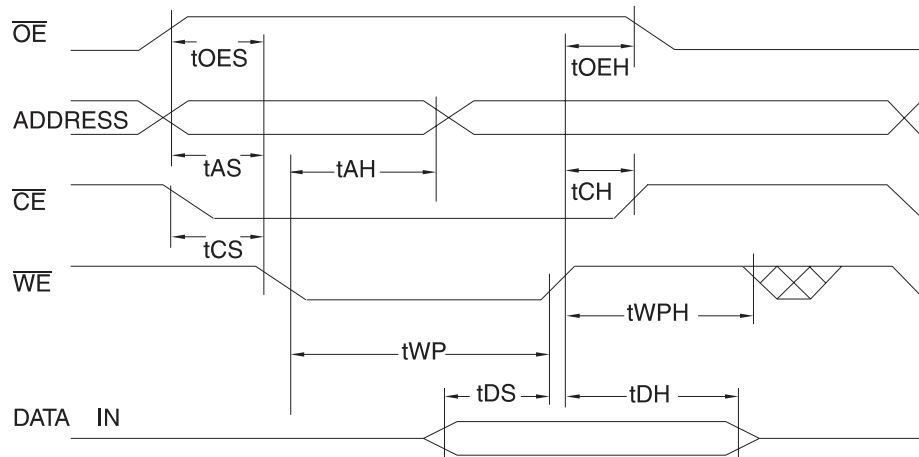 OE
tOES
tOEH
ADDRESS
tAS
tAH
tCH
CE
tCS
WE
tWPH
tWP
tDS
tDH
DATA IN